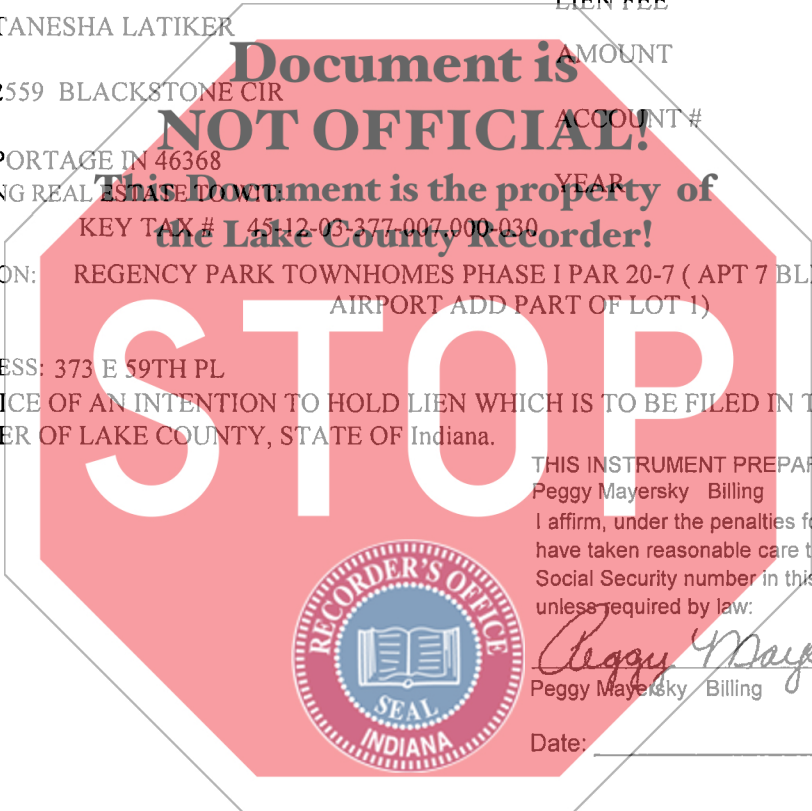 LIEN FEE
TANESHA LATIKER
AMOUNT
Document is
2559 BLACKSTONE CIR
NOT OFFICIAL!
ACCOUNT #
PORTAGE IN 46368
This Document is the property of
YEAR
NG REAL ESTATE TO WIT:
KEY TAX # 45-12-03-377-007.000-030
the Lake County Recorder!
ON: REGENCY PARK TOWNHOMES PHASE I PAR 20-7 ( APT 7 BL
AIRPORT ADD PART OF LOT 1)
ESS: 373 E 59TH PL
ICE OF AN INTENTION TO HOLD LIEN WHICH IS TO BE FILED IN T
ER OF LAKE COUNTY, STATE OF Indiana.
STOP
THIS INSTRUMENT PREPAR
Peggy Mayersky Billing
I affirm, under the penalties fo
have taken reasonable care t
Social Security number in this
unless required by law:
RECORDER'S OFFICE
SEAL
INDIANA
Peggy Maye
Peggy Mayersky Billing
Date: